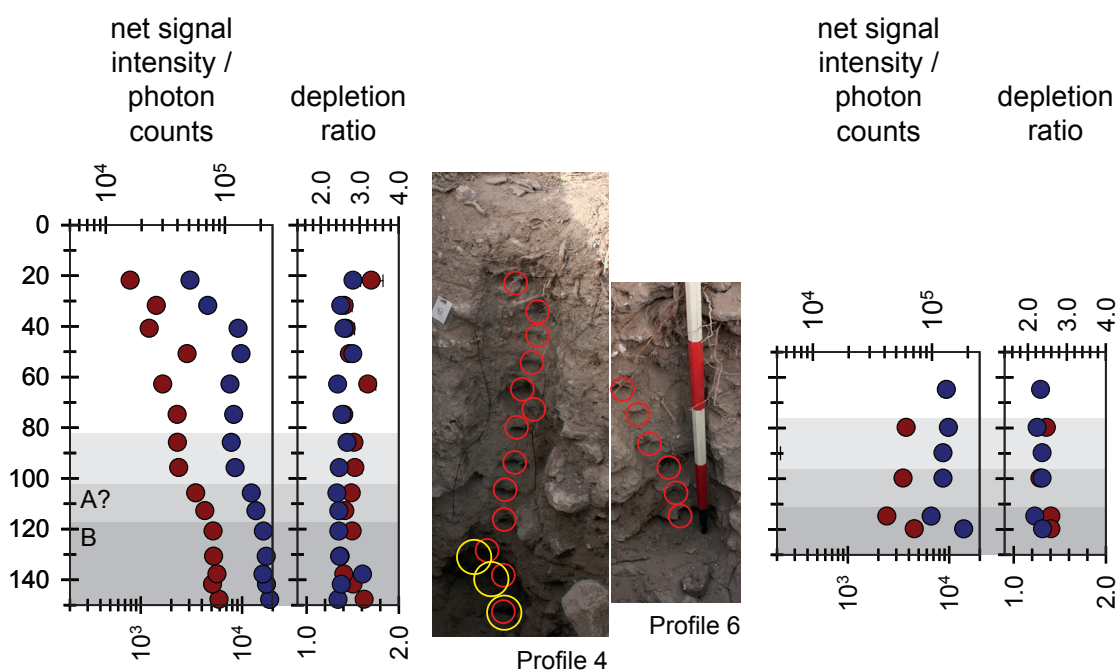 net signal
intensity /
photon
counts
depletion
ratio
10⁴
10⁵
2.0
3.0
4.0
0
20
40
60
80
100
120
140
A?
B
10³
10⁴
1.0
2.0
Profile 4
Profile 6
net signal
intensity /
photon
counts
depletion
ratio
10⁴
10⁵
2.0
3.0
4.0
10³
10⁴
1.0
2.0